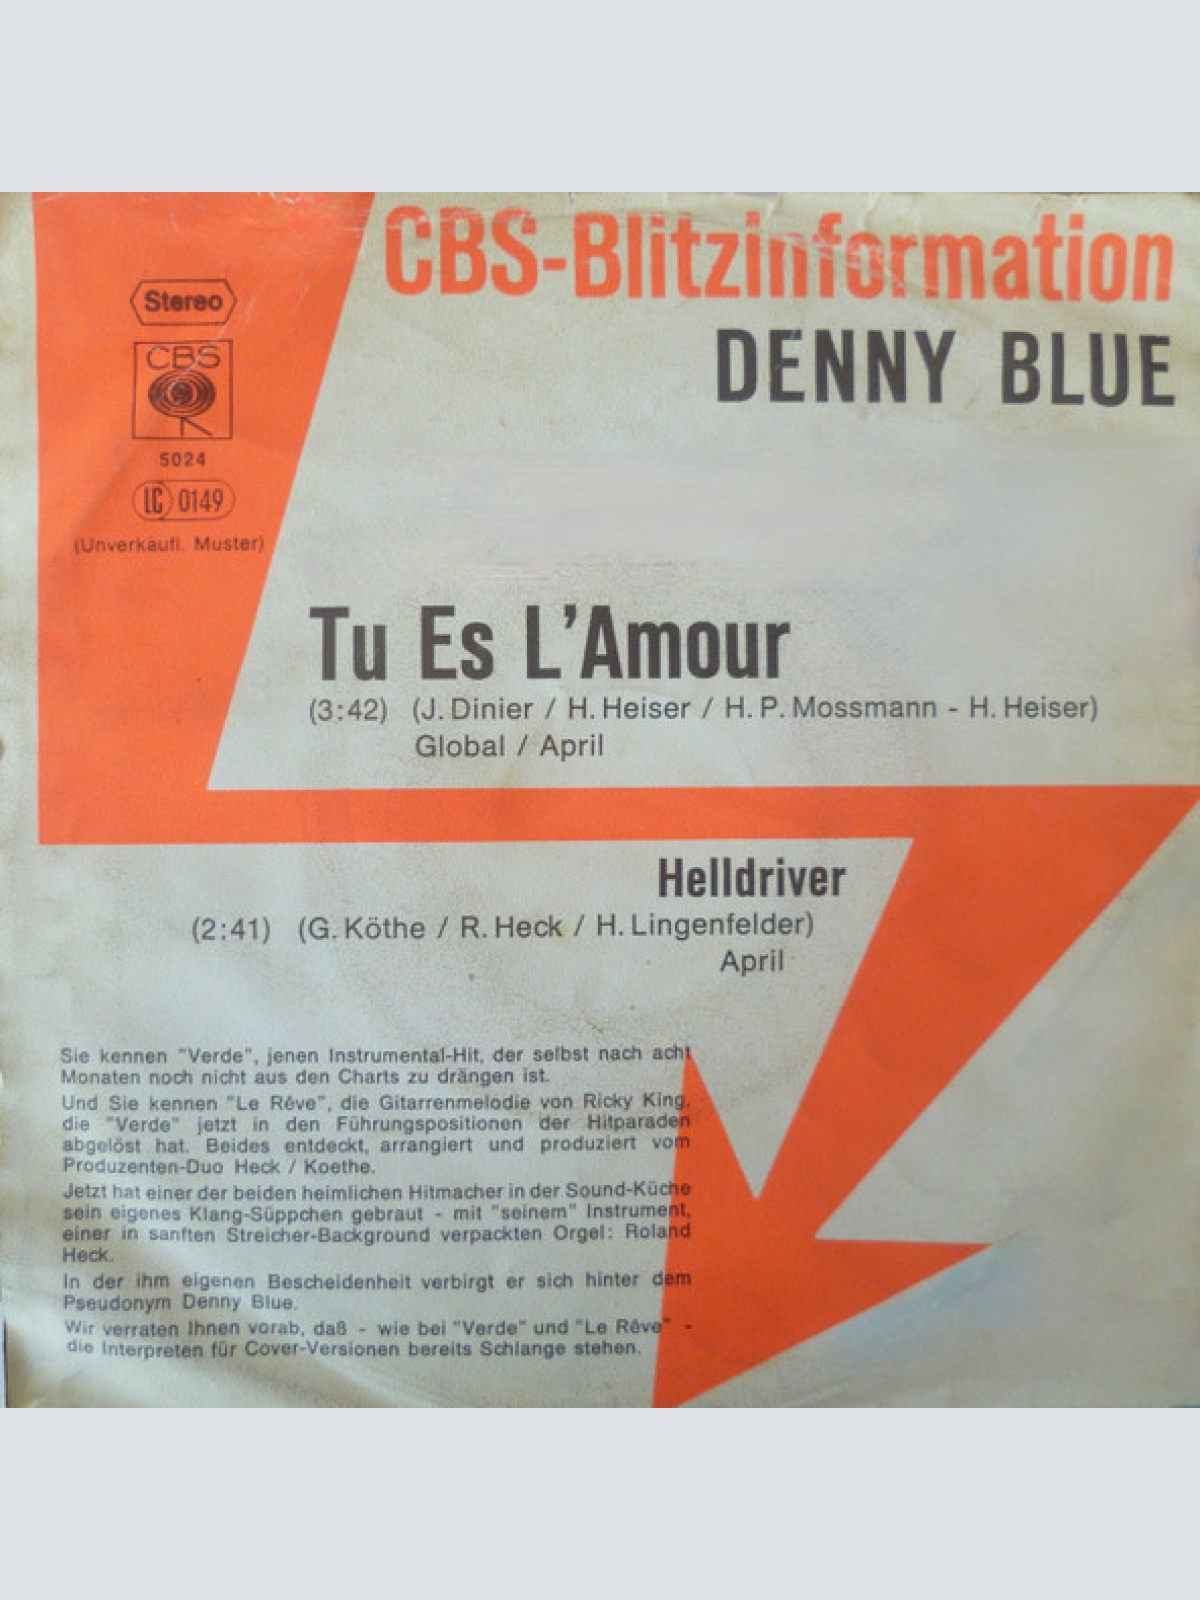 CBS-Blitzinformation
DENNY BLUE
Stereo
CBS
5024
LC 0149
(Unverkäufl. Muster)
Tu Es L'Amour
(3:42) (J. Dinier / H. Heiser / H. P. Mossmann - H. Heiser)
Global / April
Helldriver
(2:41) (G. Köthe / R. Heck / H. Lingenfelder)
April
Sie kennen "Verde", jenen Instrumental-Hit, der selbst nach acht
Monaten noch nicht aus den Charts zu drängen ist.
Und Sie kennen "Le Rêve", die Gitarrenmelodie von Ricky King,
die "Verde" jetzt in den Führungspositionen der Hitparaden
abgelöst hat. Beides entdeckt, arrangiert und produziert vom
Produzenten-Duo Heck / Koethe.
Jetzt hat einer der beiden heimlichen Hitmacher in der Sound-Küche
sein eigenes Klang-Süppchen gebraut - mit "seinem" Instrument,
einer in sanften Streicher-Background verpackten Orgel: Roland
Heck.
In der ihm eigenen Bescheidenheit verbirgt er sich hinter dem
Pseudonym Denny Blue.
Wir verraten Ihnen vorab, daß - wie bei "Verde" und "Le Rêve" -
die Interpreten für Cover-Versionen bereits Schlange stehen.